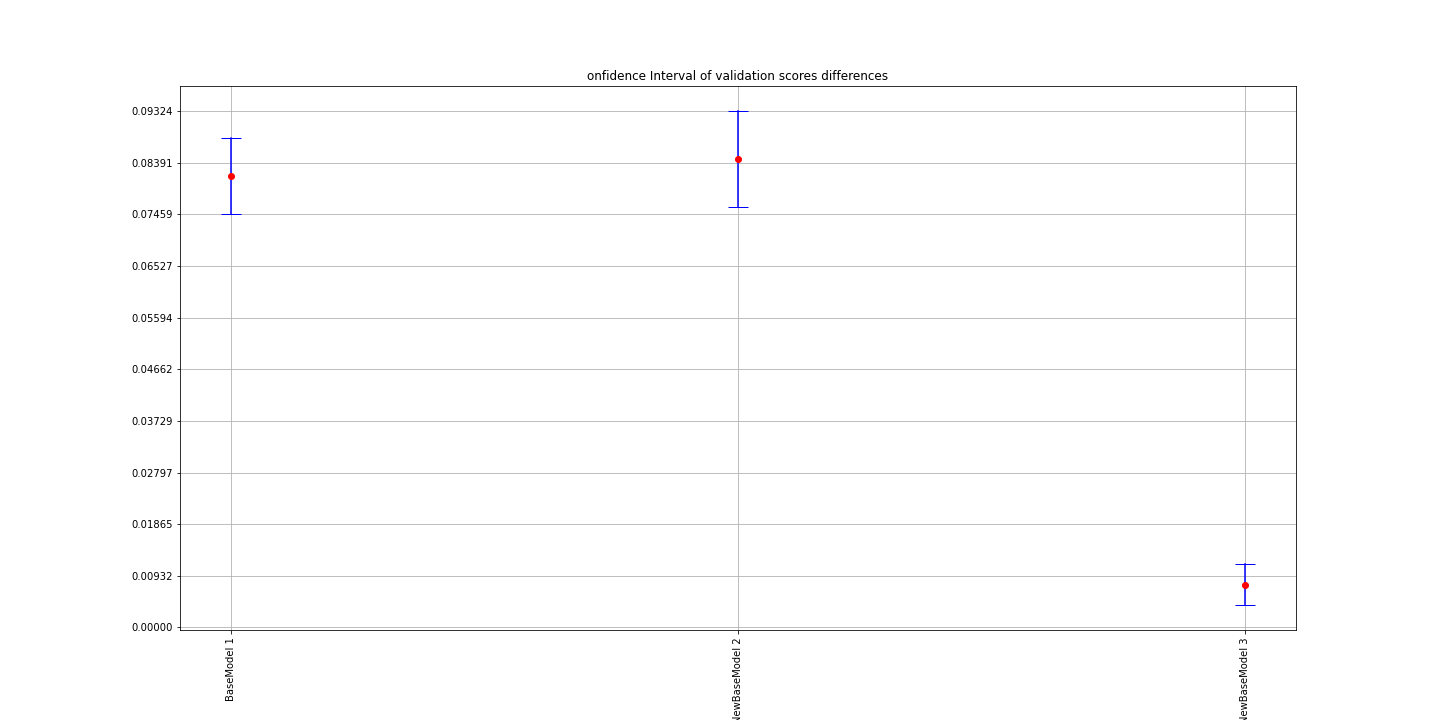 onfidence Interval of validation scores differences
0.09324
0.08391
0.07459
0.06527
0.05594
0.04662
0.03729
0.02797
0.01865
0.00932
0.00000
BaseModel 1
NewBaseModel 2
NewBaseModel 3